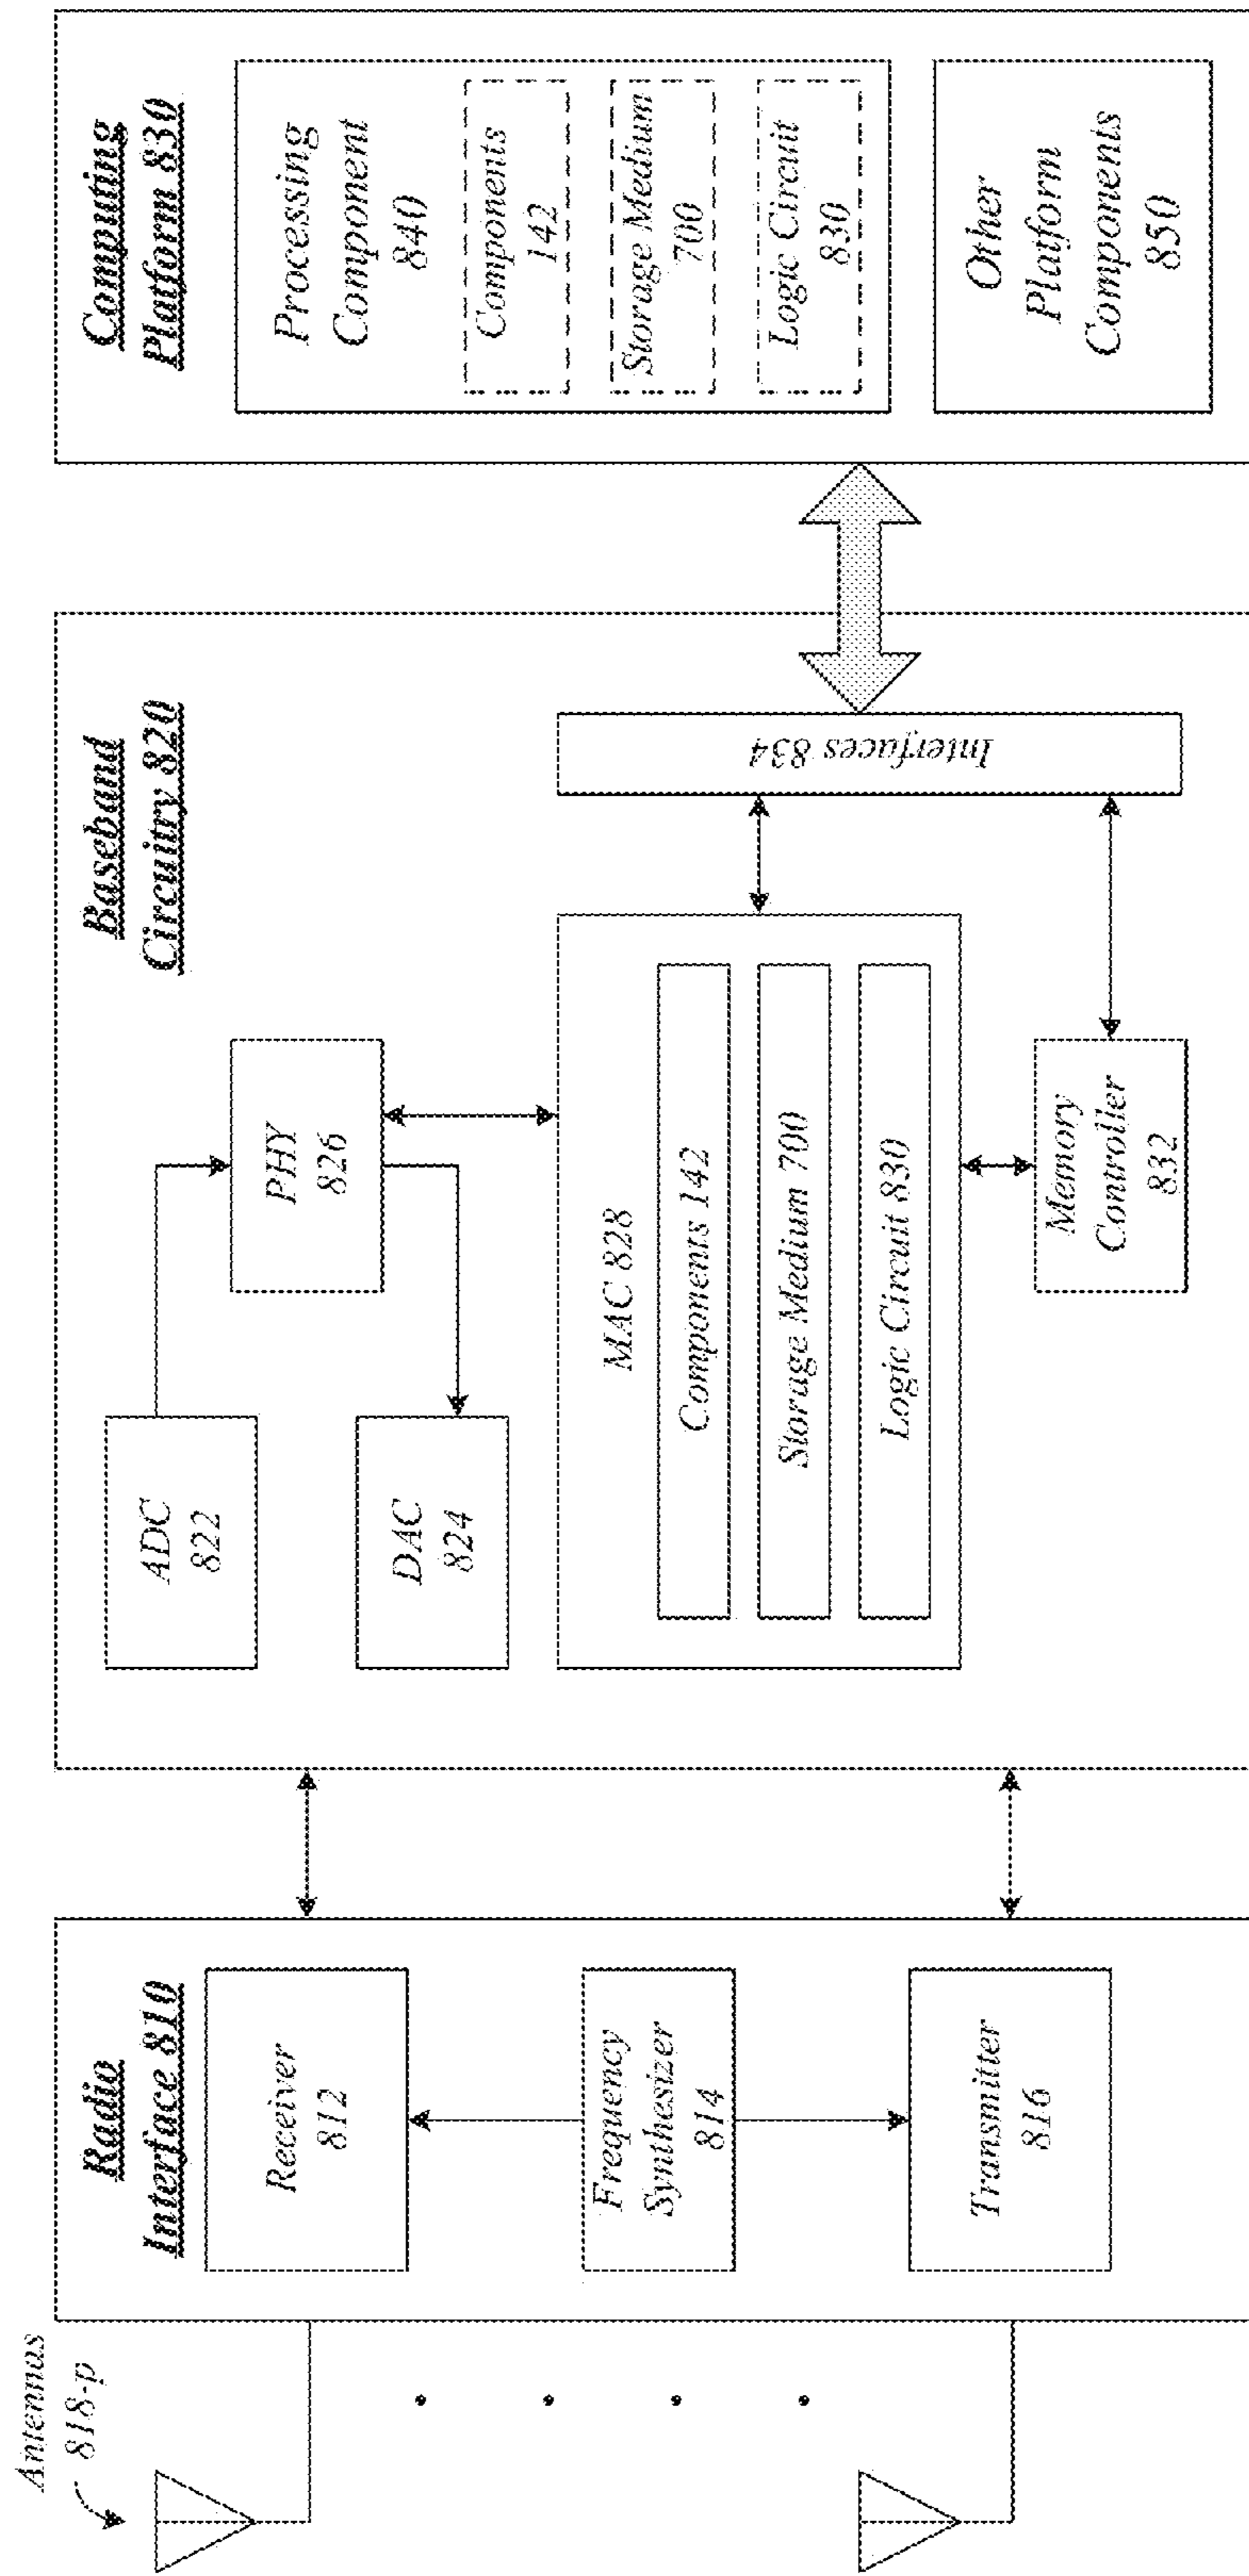 Antennas
818-p
Radio
Interface 810
Receiver
812
Frequency
Synthesizer
814
Transmitter
816
Baseband
Circuitry 820
ADC
822
PHY
826
DAC
824
MAC 828
Components 142
Storage Medium 700
Logic Circuit 830
Memory
Controller
832
Interfaces 834
Computing
Platform 830
Processing
Component
840
Components
142
Storage Medium
700
Logic Circuit
830
Other
Platform
Components
850